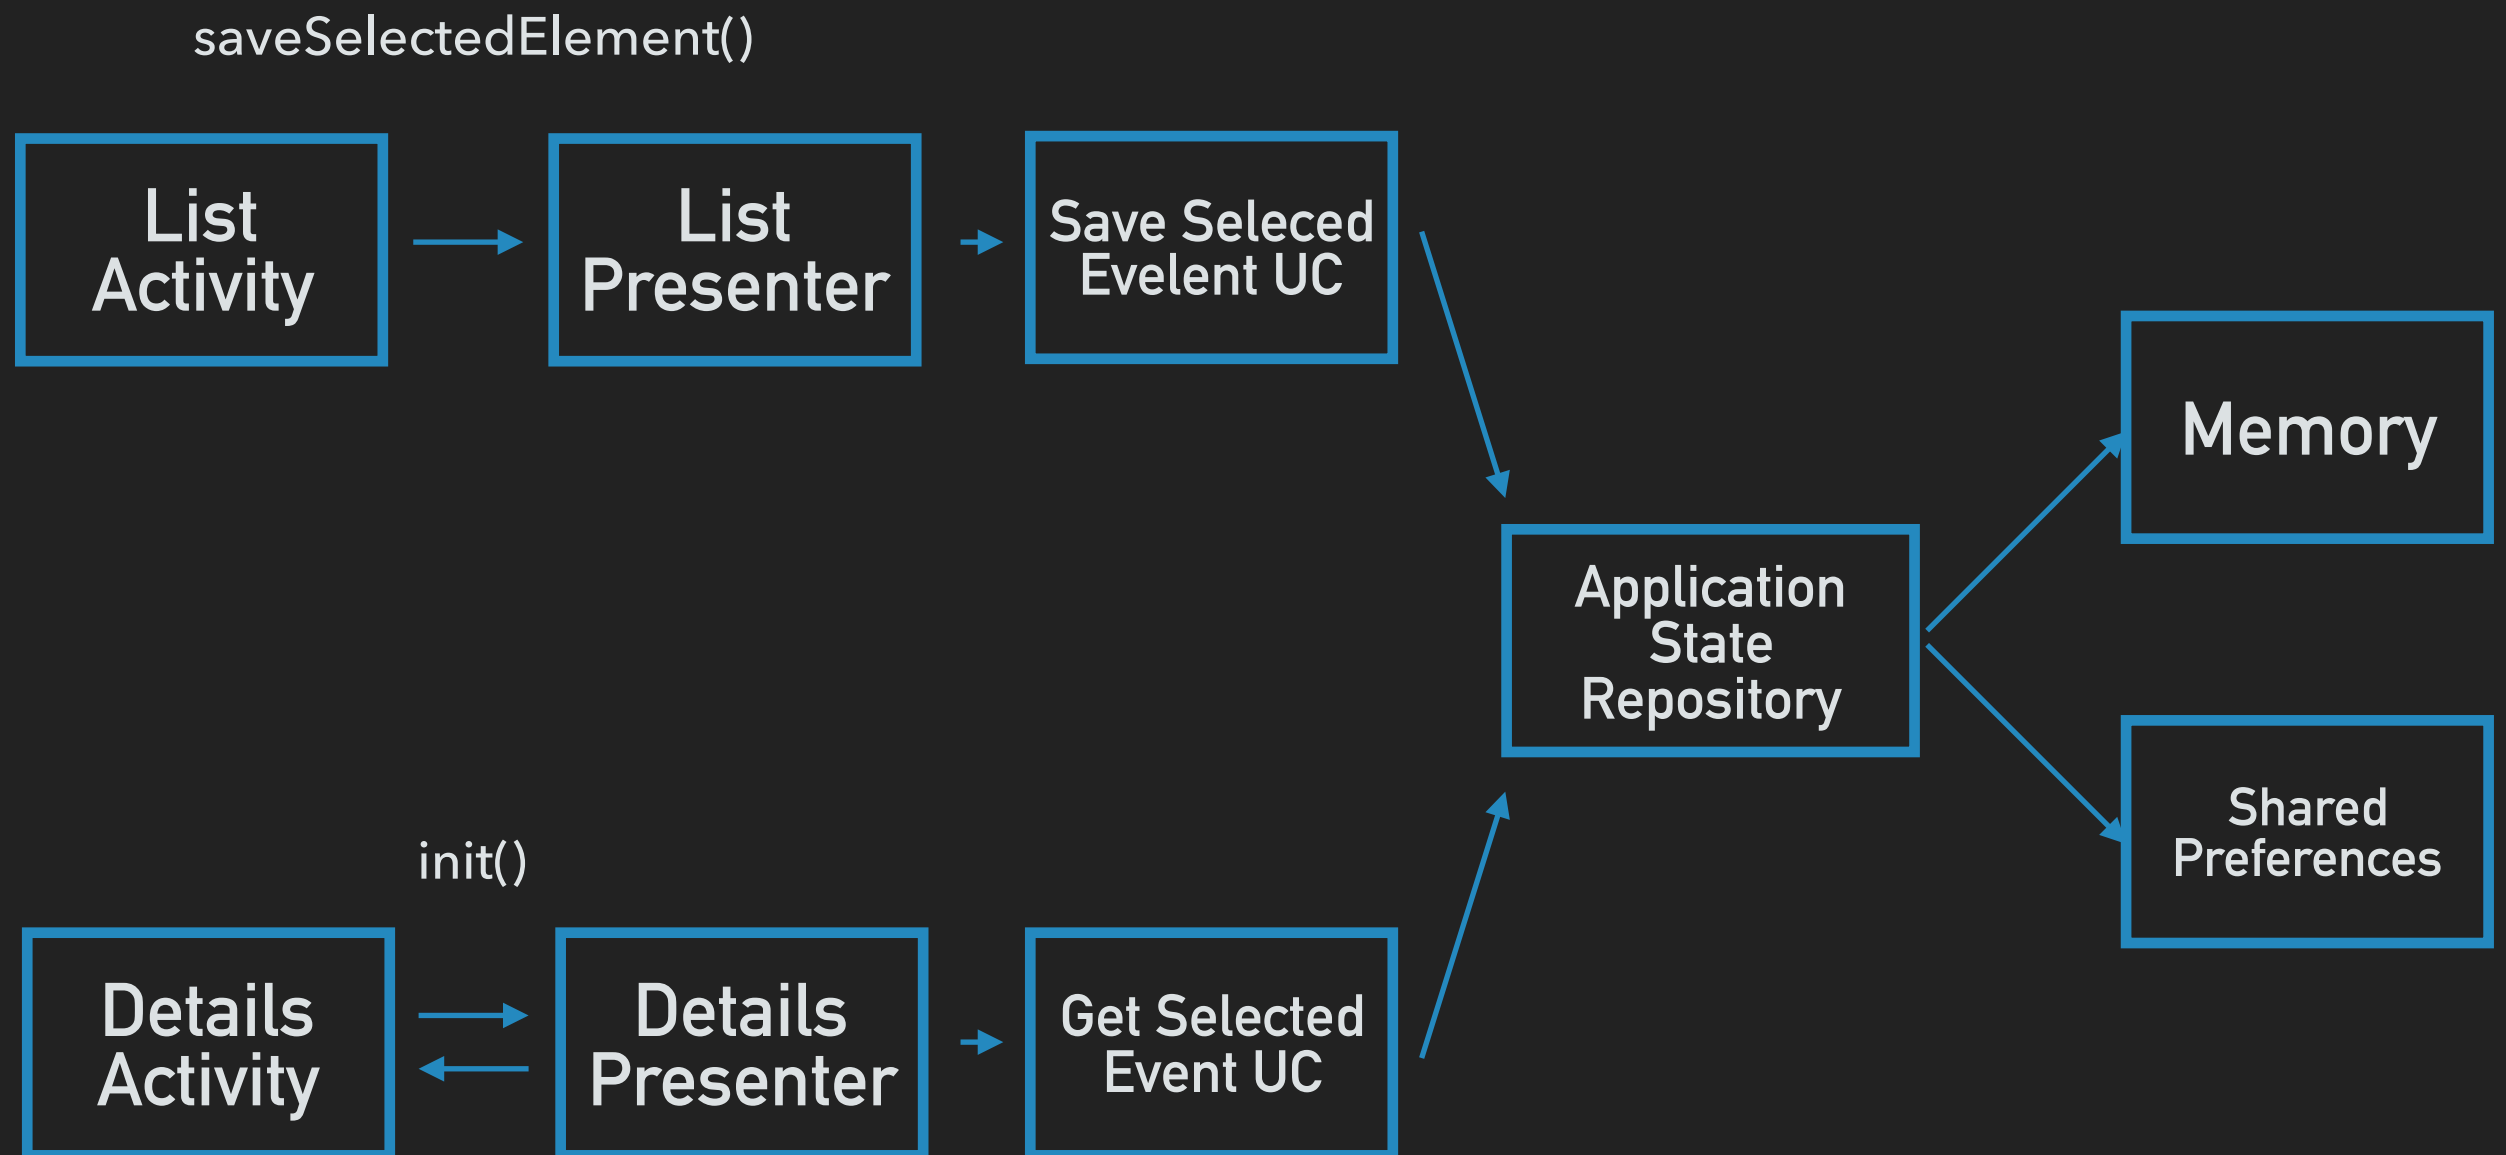 saveSelectedElement()
List
Activity
List
Presenter
Save Seleced
Evelent UC
Memory
Application
State
Repository
Shared
Preferences
init()
Details
Activity
Details
Presenter
Get Selected
Event UC